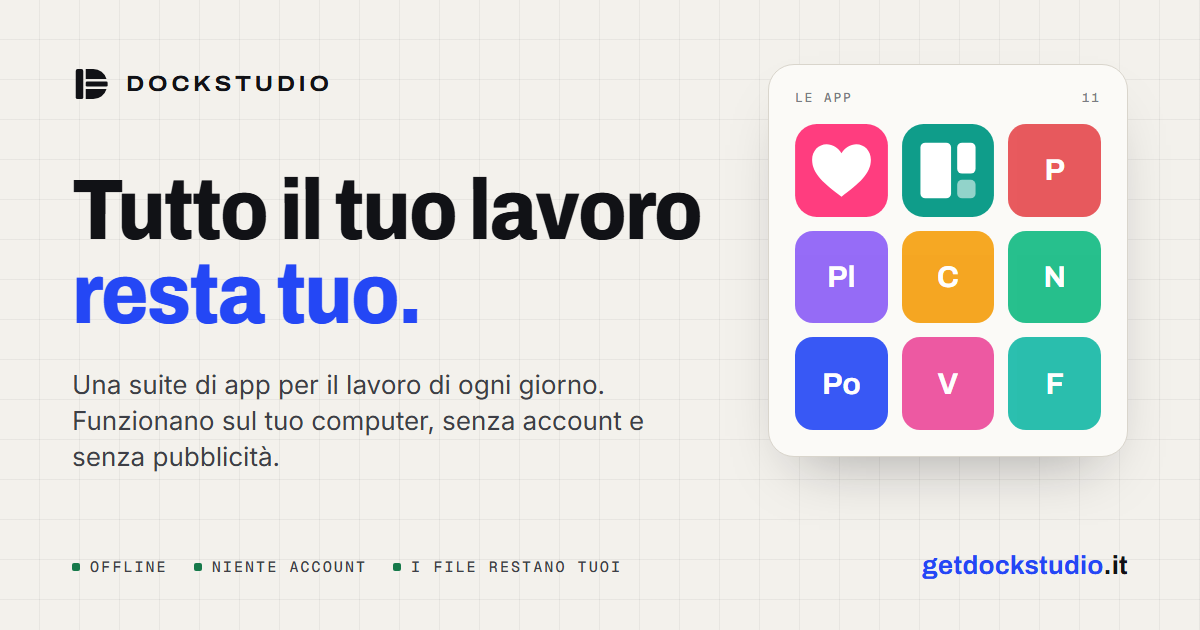 DOCKSTUDIO
Tutto il tuo lavoro
resta tuo.
Una suite di app per il lavoro di ogni giorno.
Funzionano sul tuo computer, senza account e
senza pubblicità.
OFFLINE NIENTE ACCOUNT I FILE RESTANO TUOI
LE APP 11
P
Pl C N
Po V F
getdockstudio.it